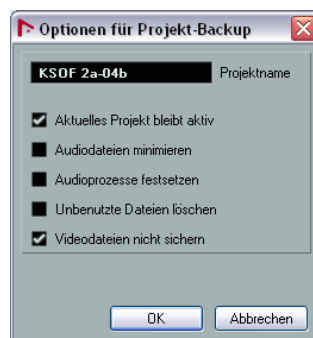 Optionen für Projekt-Backup
KSOF 2a-04b Projektname
Aktuelles Projekt bleibt aktiv
Audiodateien minimieren
Audioprozesse festsetzen
Unbenutzte Dateien löschen
Videodateien nicht sichern
OK Abbrechen